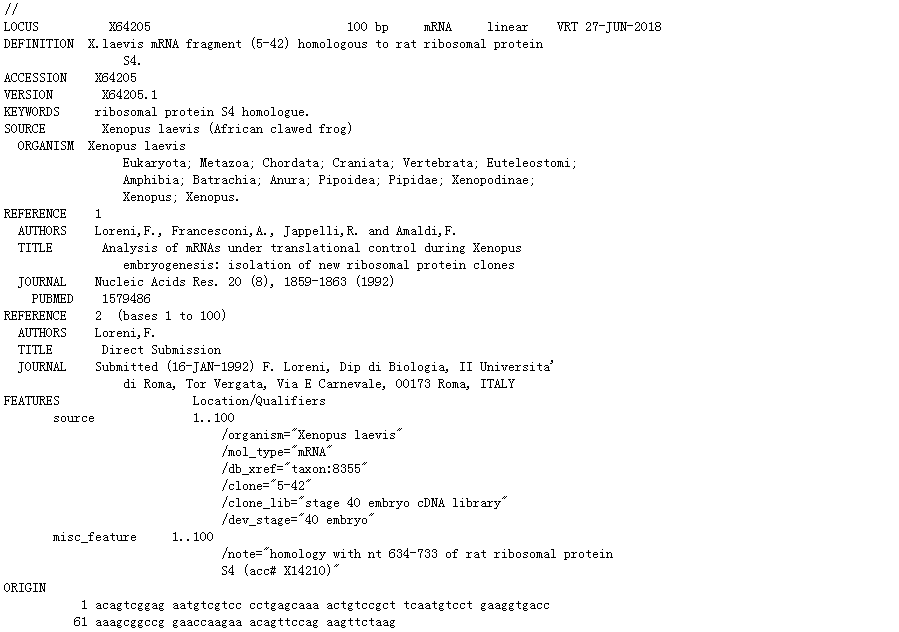 //
LOCUS X64205 100 bp mRNA linear VRT 27-JUN-2018
DEFINITION X.laevis mRNA fragment (5-42) homologous to rat ribosomal protein
S4.
ACCESSION X64205
VERSION X64205.1
KEYWORDS ribosomal protein S4 homologue.
SOURCE Xenopus laevis (African clawed frog)
ORGANISM Xenopus laevis
Eukaryota; Metazoa; Chordata; Craniata; Vertebrata; Euteleostomi;
Amphibia; Batrachia; Anura; Pipoidea; Pipidae; Xenopodinae;
Xenopus; Xenopus.
REFERENCE 1
AUTHORS Loreni,F., Francesconi,A., Jappelli,R. and Amaldi,F.
TITLE Analysis of mRNAs under translational control during Xenopus
embryogenesis: isolation of new ribosomal protein clones
JOURNAL Nucleic Acids Res. 20 (8), 1859-1863 (1992)
PUBMED 1579486
REFERENCE 2 (bases 1 to 100)
AUTHORS Loreni,F.
TITLE Direct Submission
JOURNAL Submitted (16-JAN-1992) F. Loreni, Dip di Biologia, II Universita'
di Roma, Tor Vergata, Via E Carnevale, 00173 Roma, ITALY
FEATURES Location/Qualifiers
source 1..100
/organism="Xenopus laevis"
/mol_type="mRNA"
/db_xref="taxon:8355"
/clone="5-42"
/clone_lib="stage 40 embryo cDNA library"
/dev_stage="40 embryo"
misc_feature 1..100
/note="homology with nt 634-733 of rat ribosomal protein
S4 (acc# X14210)"
ORIGIN
1 acagtcggag aatgtcgtcc cctgagcaaa actgtccgct tcaatgtcct gaaggtgacc
61 aaagcggccg gaaccaagaa acagttccag aagttctaag